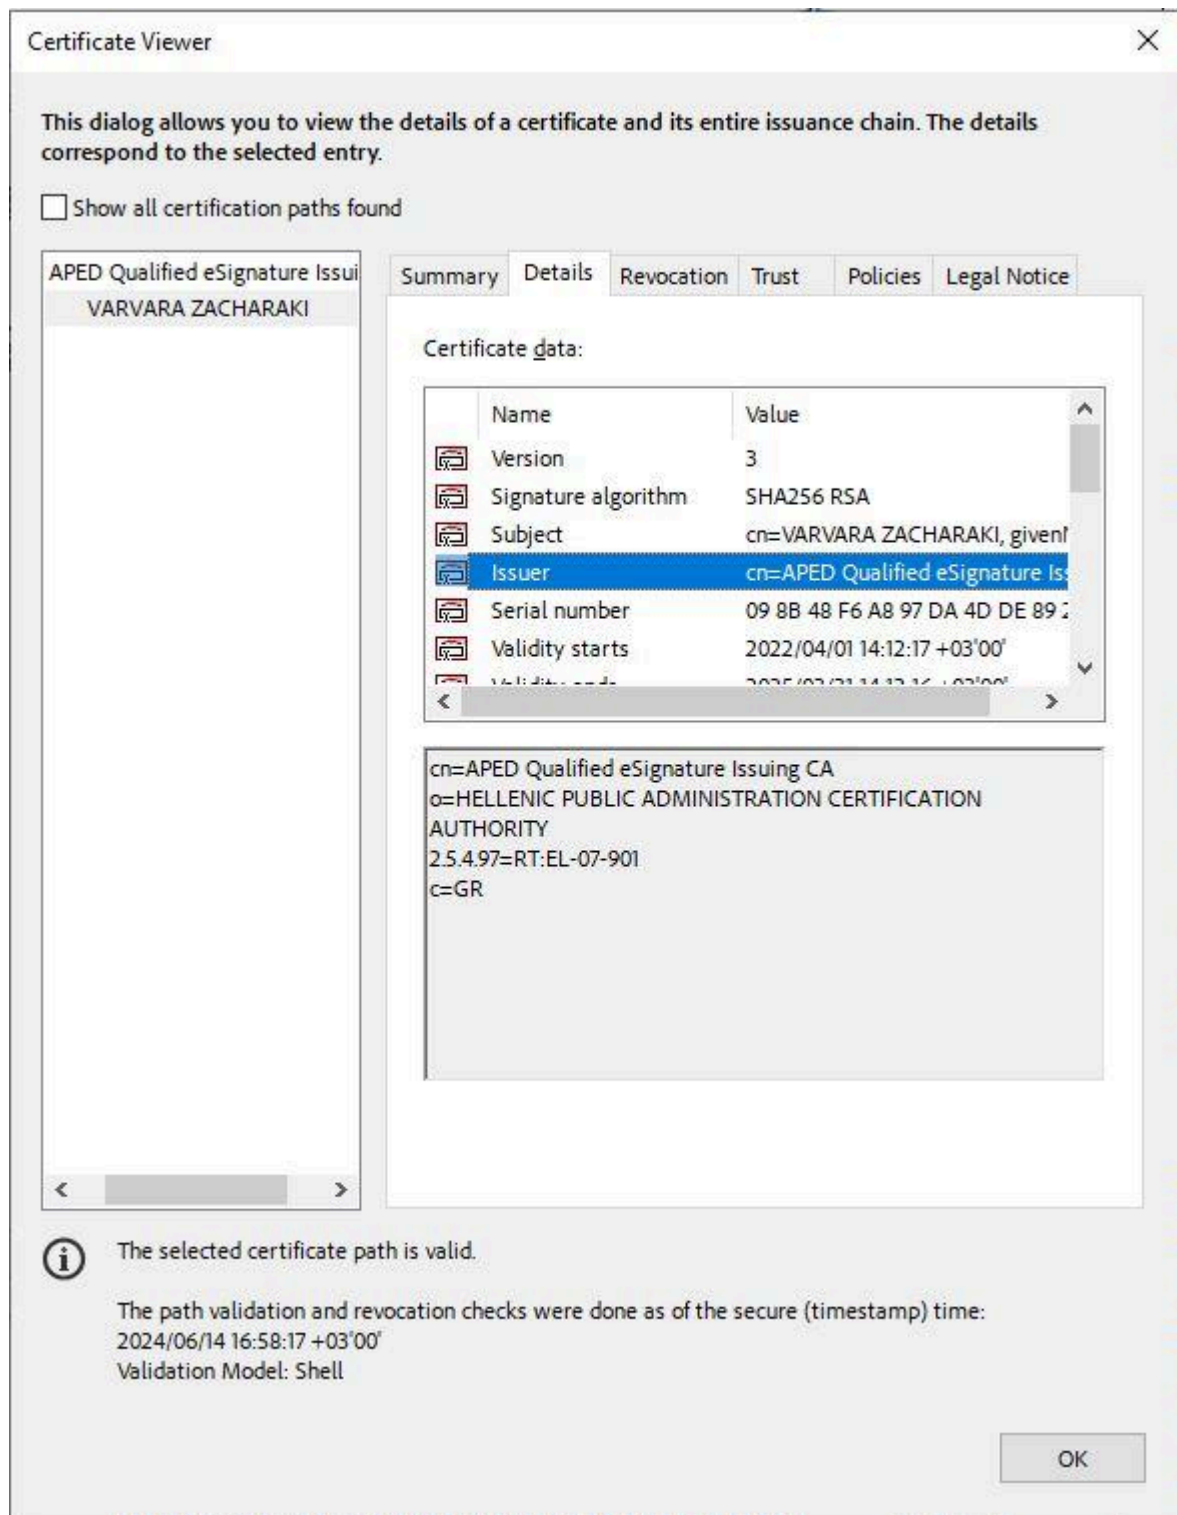 Certificate Viewer
This dialog allows you to view the details of a certificate and its entire issuance chain. The details
correspond to the selected entry.
Show all certification paths found
APED Qualified eSignature Issui
VARVARA ZACHARAKI
Summary Details Revocation Trust Policies Legal Notice
Certificate data:
Name Value
Version 3
Signature algorithm SHA256 RSA
Subject cn=VARVARA ZACHARAKI,
Issuer cn=APED Qualified eSignature
Serial number 09 8B 48 F6 A8 97 DA 4D DE 89
Validity starts 2022/04/01 14:12:17 +03'00'
Validity ends
cn=APED Qualified eSignature Issuing CA
o=HELLENIC PUBLIC ADMINISTRATION CERTIFICATION
AUTHORITY
2.5.4.97=RT:EL-07-901
c=GR
The selected certificate path is valid.
The path validation and revocation checks were done as of the secure (timestamp) time:
2024/06/14 16:58:17 +03'00'
Validation Model: Shell
OK